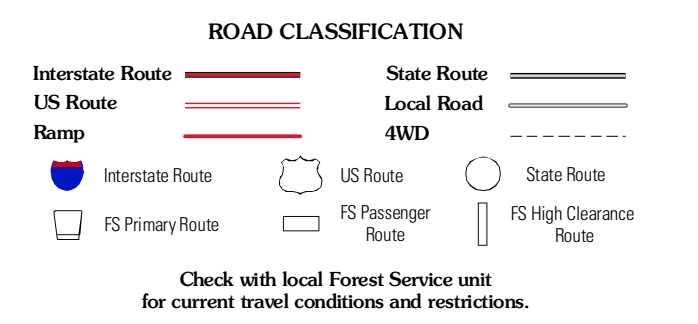 ROAD CLASSIFICATION
Interstate Route State Route
US Route Local Road
Ramp 4WD
Interstate Route US Route State Route
FS Primary Route
FS Passenger
Route
FS High Clearance
Route
Check with local Forest Service unit
for current travel conditions and restrictions.